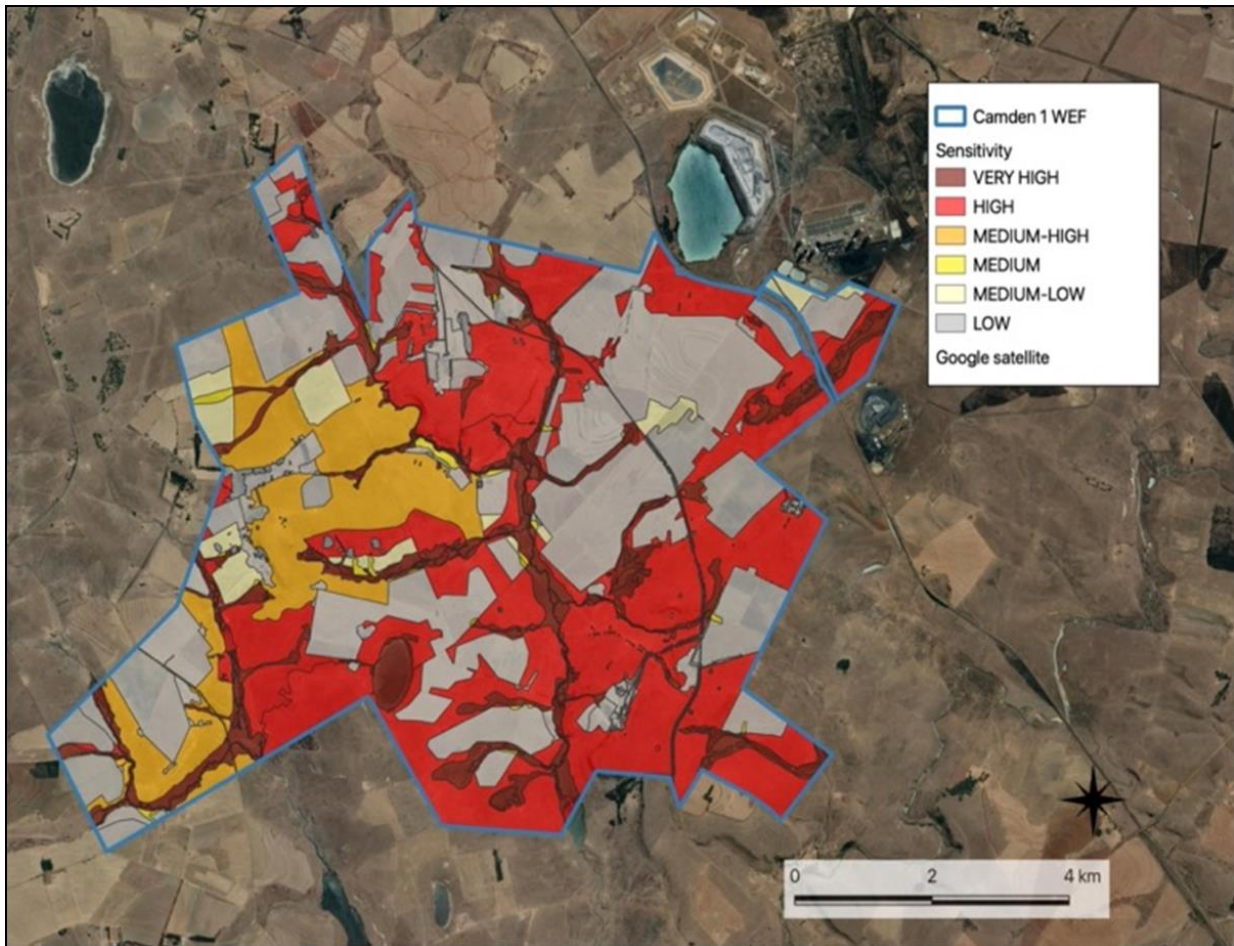 Camden 1 WEF
Sensitivity
VERY HIGH
HIGH
MEDIUM-HIGH
MEDIUM
MEDIUM-LOW
LOW
Google satellite
0 2 4 km